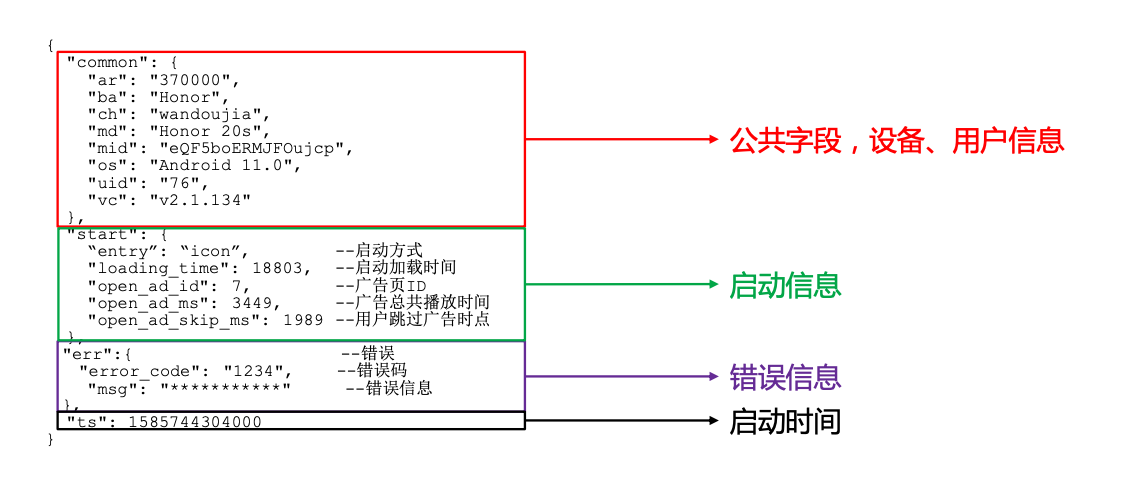 {
"common": {
"ar": "370000",
"ba": "Honor",
"ch": "wandoujia",
"md": "Honor 20s",
"mid": "eQF5boERMJFOujcp",
"os": "Android 11.0",
"uid": "76",
"vc": "v2.1.134"
},
公共字段，设备、用户信息
"start": {
“entry”: “icon”, --启动方式
"loading_time": 18803, --启动加载时间
"open_ad_id": 7, --广告页ID
"open_ad_ms": 3449, --广告总共播放时间
"open_ad_skip_ms": 1989 --用户跳过广告时点
},
启动信息
"err":{ --错误
"error_code": "1234", --错误码
"msg": "***********" --错误信息
},
错误信息
"ts": 1585744304000
启动时间
}